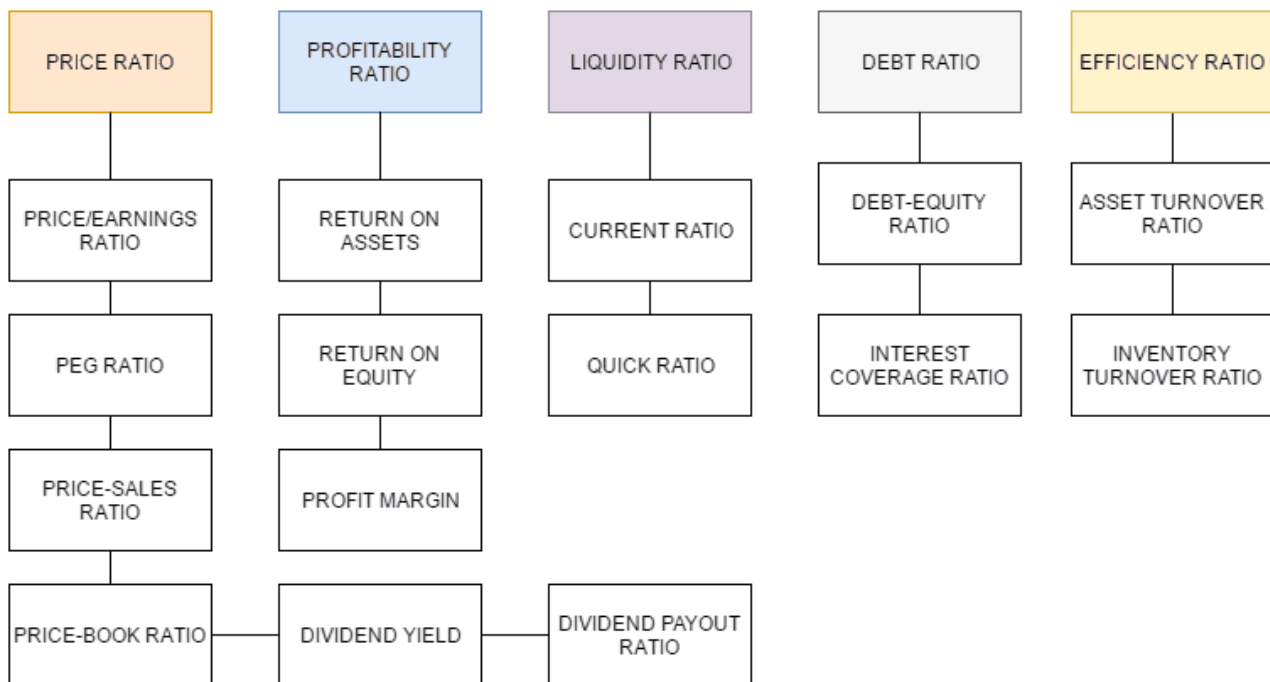 PRICE RATIO
PROFITABILITY
RATIO
LIQUIDITY RATIO
DEBT RATIO
EFFICIENCY RATIO
PRICE/EARNINGS
RATIO
RETURN ON
ASSETS
CURRENT RATIO
DEBT-EQUITY
RATIO
ASSET TURNOVER
RATIO
PEG RATIO
RETURN ON
EQUITY
QUICK RATIO
INTEREST
COVERAGE RATIO
INVENTORY
TURNOVER RATIO
PRICE-SALES
RATIO
PROFIT MARGIN
PRICE-BOOK RATIO
DIVIDEND YIELD
DIVIDEND PAYOUT
RATIO